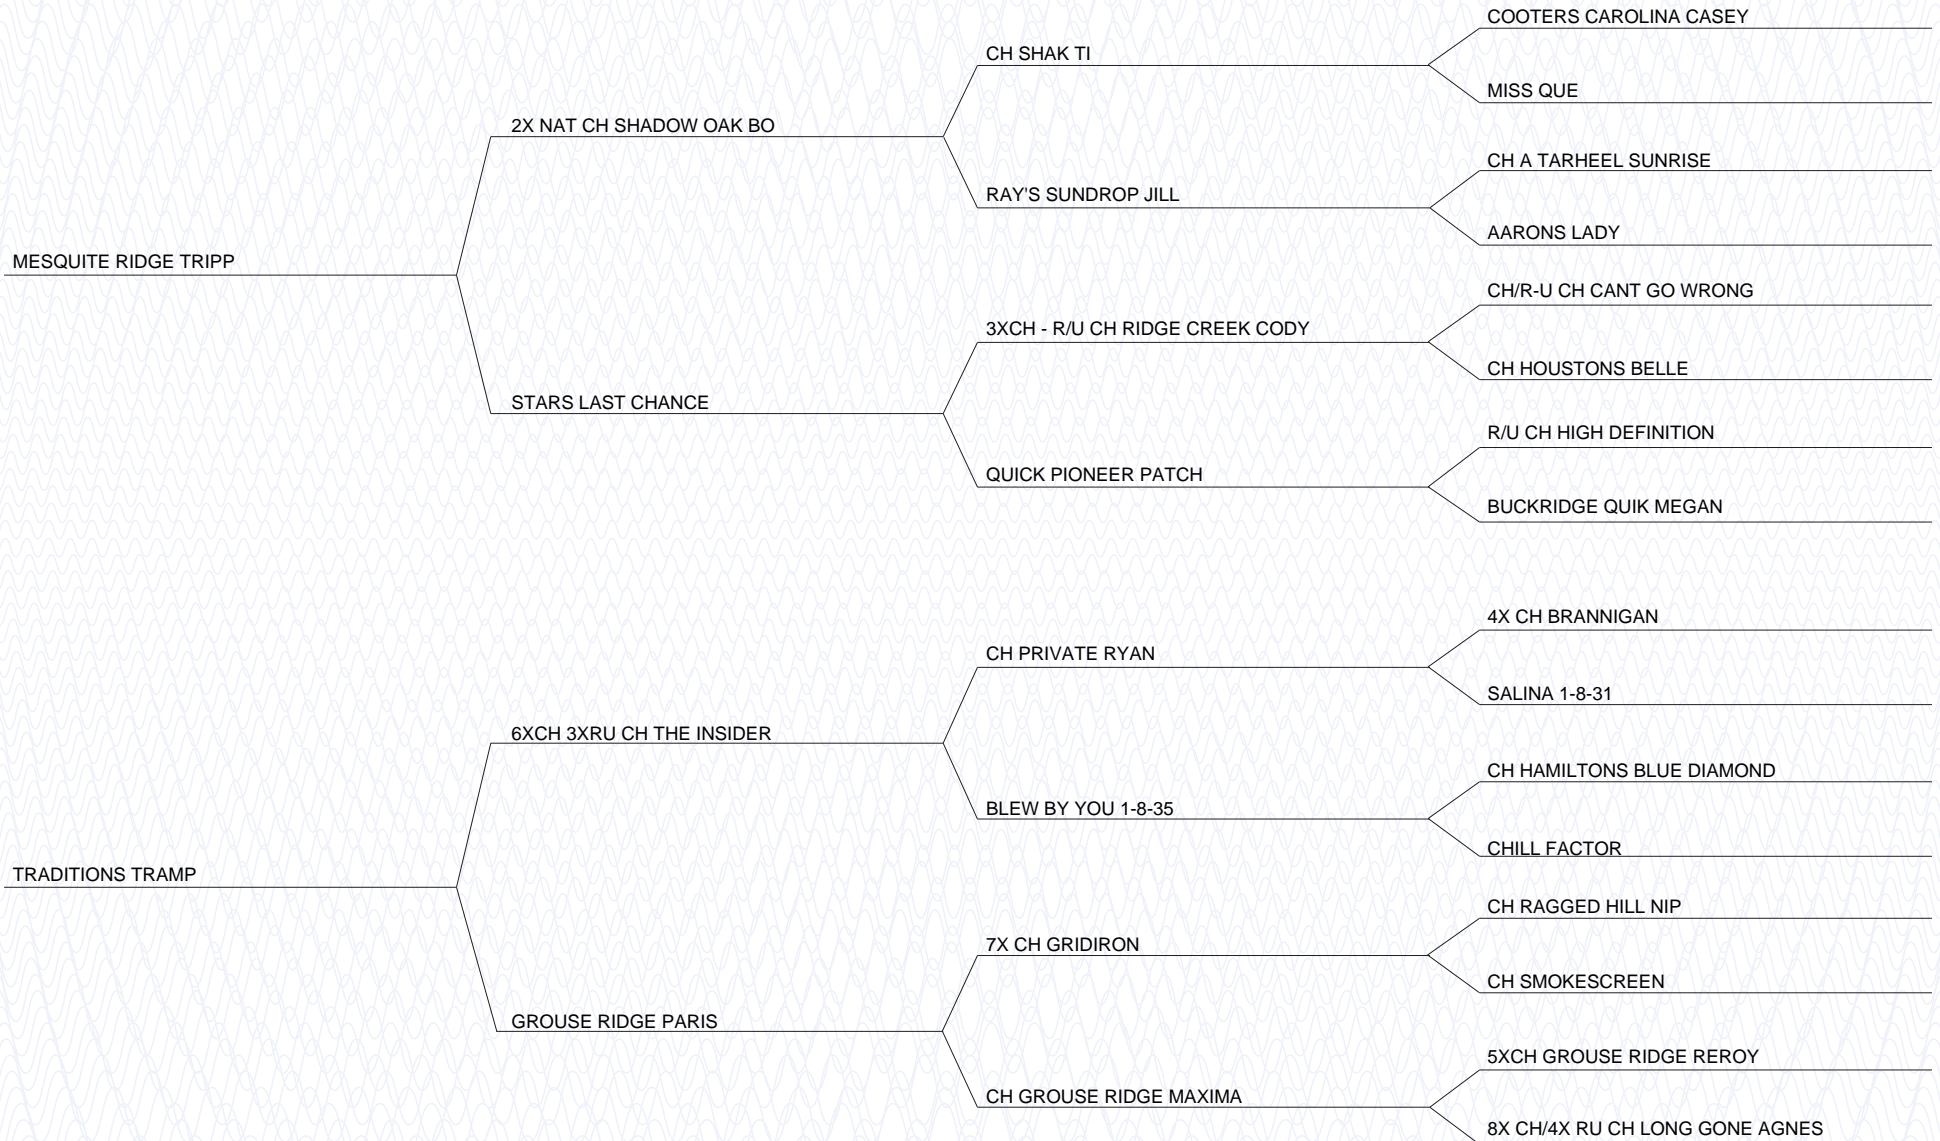 COOTERS CAROLINA CASEY
CH SHAK TI
MISS QUE
2X NAT CH SHADOW OAK BO
CH A TARHEEL SUNRISE
RAY'S SUNDROP JILL
AARONS LADY
MESQUITE RIDGE TRIPP
CH/R-U CH CANT GO WRONG
3XCH - R/U CH RIDGE CREEK CODY
CH HOUSTONS BELLE
STARS LAST CHANCE
R/U CH HIGH DEFINITION
QUICK PIONEER PATCH
BUCKRIDGE QUIK MEGAN
4X CH BRANNIGAN
CH PRIVATE RYAN
SALINA 1-8-31
6XCH 3XRU CH THE INSIDER
CH HAMILTONS BLUE DIAMOND
BLEW BY YOU 1-8-35
CHILL FACTOR
TRADITIONS TRAMP
CH RAGGED HILL NIP
7X CH GRIDIRON
CH SMOKESCREEN
GROUSE RIDGE PARIS
5XCH GROUSE RIDGE REROY
CH GROUSE RIDGE MAXIMA
8X CH/4X RU CH LONG GONE AGNES